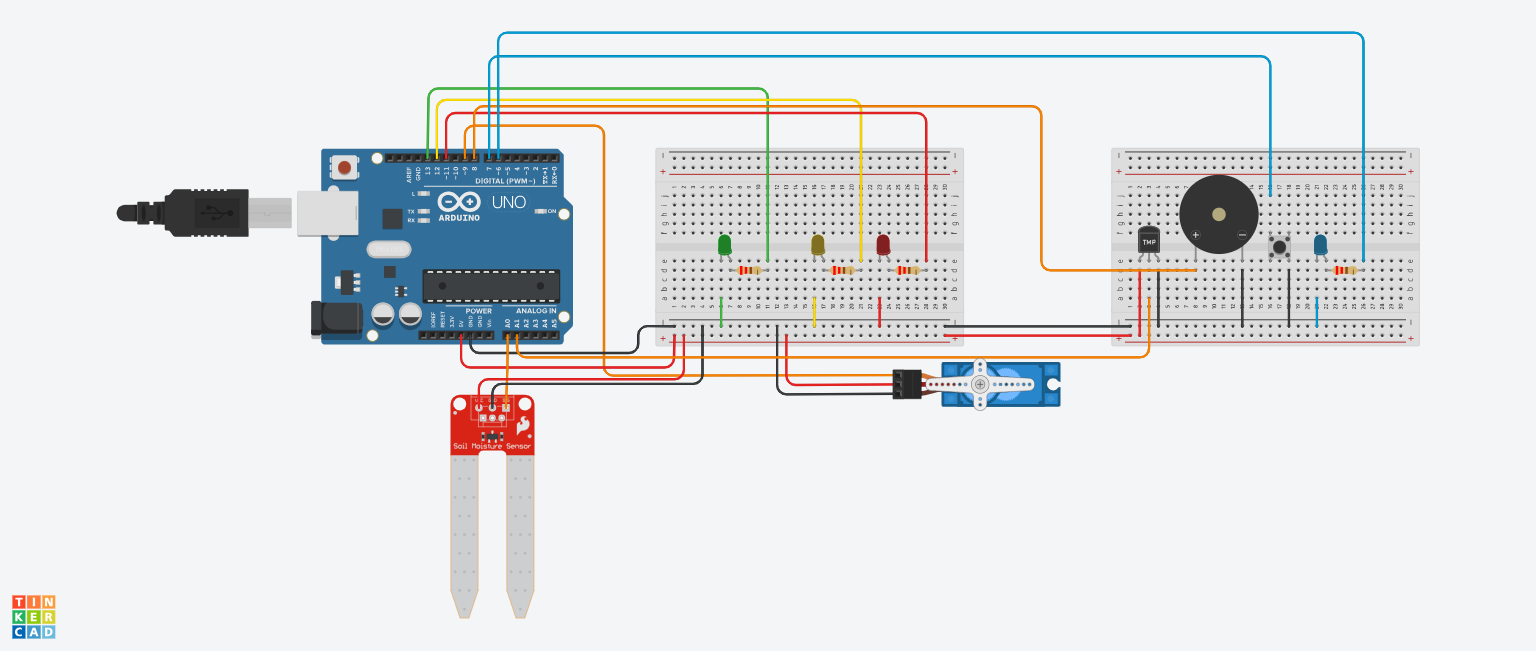 AREF
GND
13
12
~11
~10
~9
8
7
~6
~5
4
~3
2
TX→1
RX←0
DIGITAL (PWM~)
L
TX
RX
ARDUINO
UNO
ON
TMP
POWER
ANALOG IN
IOREF
RESET
3.3V
5V
GND
GND
Vin
A0
A1
A2
A3
A4
A5
Soil Moisture Sensor
TIN
KER
CAD